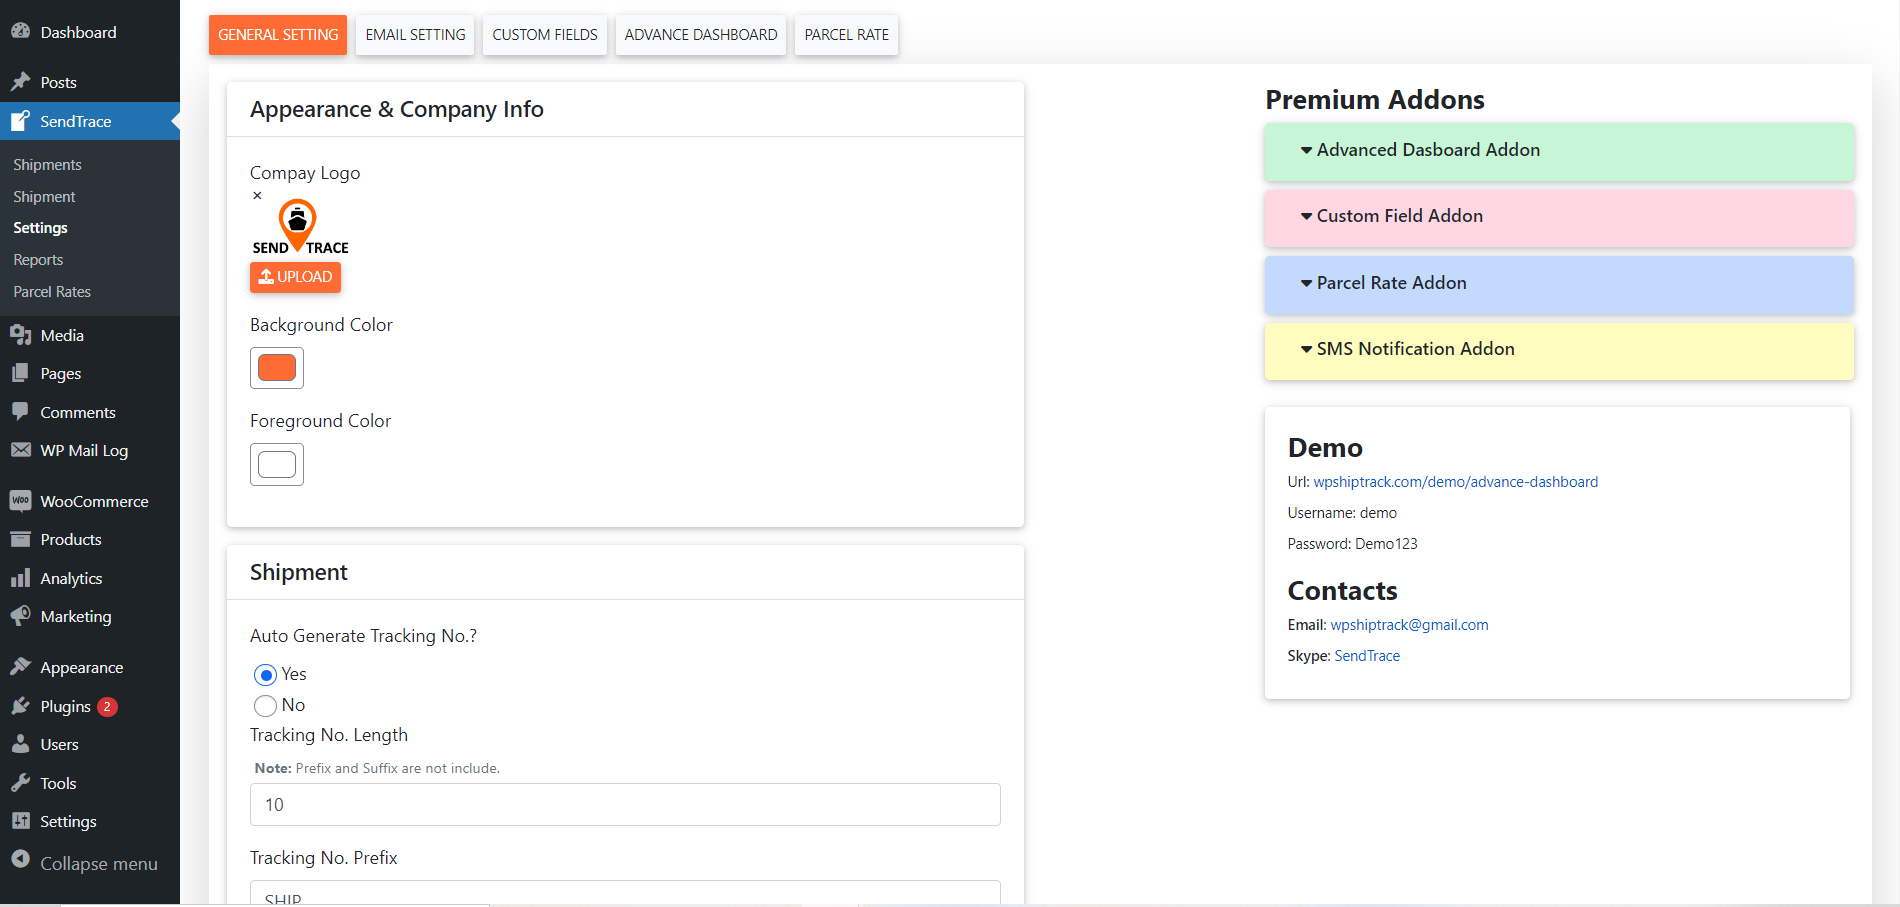 Dashboard
Posts
SendTrace
Shipments
Shipment
Settings
Reports
Parcel Rates
Media
Pages
Comments
WP Mail Log
WOO WooCommerce
Products
Analytics
Marketing
Appearance
Plugins 2
Users
Tools
Settings
Collapse menu
GENERAL SETTING EMAIL SETTING CUSTOM FIELDS ADVANCE DASHBOARD PARCEL RATE
Appearance & Company Info
Compay Logo
×
SEND TRACE
UPLOAD
Background Color
Foreground Color
Shipment
Auto Generate Tracking No.?
Yes
No
Tracking No. Length
Note: Prefix and Suffix are not include.
10
Tracking No. Prefix
SHIP
Premium Addons
Advanced Dasboard Addon
Custom Field Addon
Parcel Rate Addon
SMS Notification Addon
Demo
Url: wpshiptrack.com/demo/advance-dashboard
Username: demo
Password: Demo123
Contacts
Email: wpshiptrack@gmail.com
Skype: SendTrace